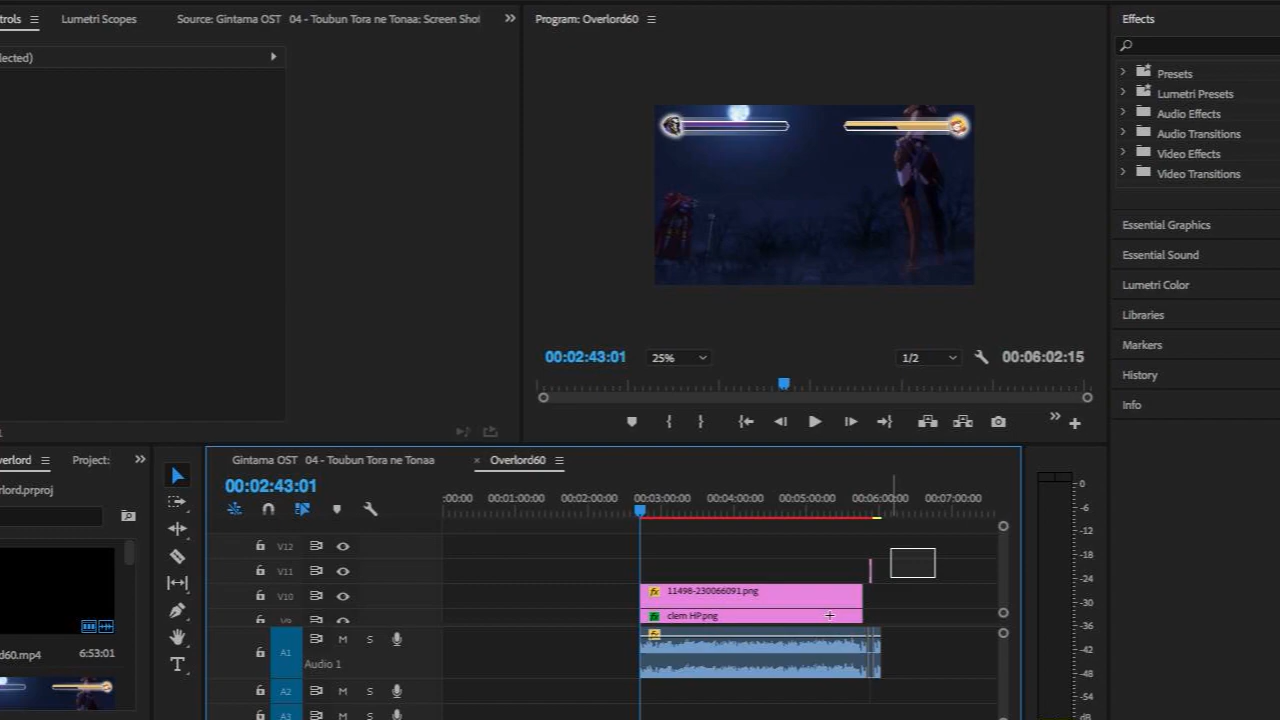 trols
Lumetri Scopes
Source: Gintama OST 04 - Toubun Tora ne Tonaa: Screen Shot
Program: Overlord60
Effects
lected)
Presets
Lumetri Presets
Audio Effects
Audio Transitions
Video Effects
Video Transitions
Essential Graphics
Essential Sound
Lumetri Color
Libraries
Markers
History
Info
00:02:43:01
25%
1/2
00:06:02:15
erlord
Project:
rlord.prproj
d60.mp4
6:53:01
Gintama OST 04 - Toubun Tora ne Tonaa
× Overlord60
00:02:43:01
:00:00 00:01:00:00 00:02:00:00 00:03:00:00 00:04:00:00 00:05:00:00 00:06:00:00 00:07:00:00
V12
V11
V10
11498-230066091.png
V9
clem HP.png
fx
A1
M S
Audio 1
A2
M S
A3
M S
0
-6
-12
-18
-24
-30
-36
-42
-48
-54
dB